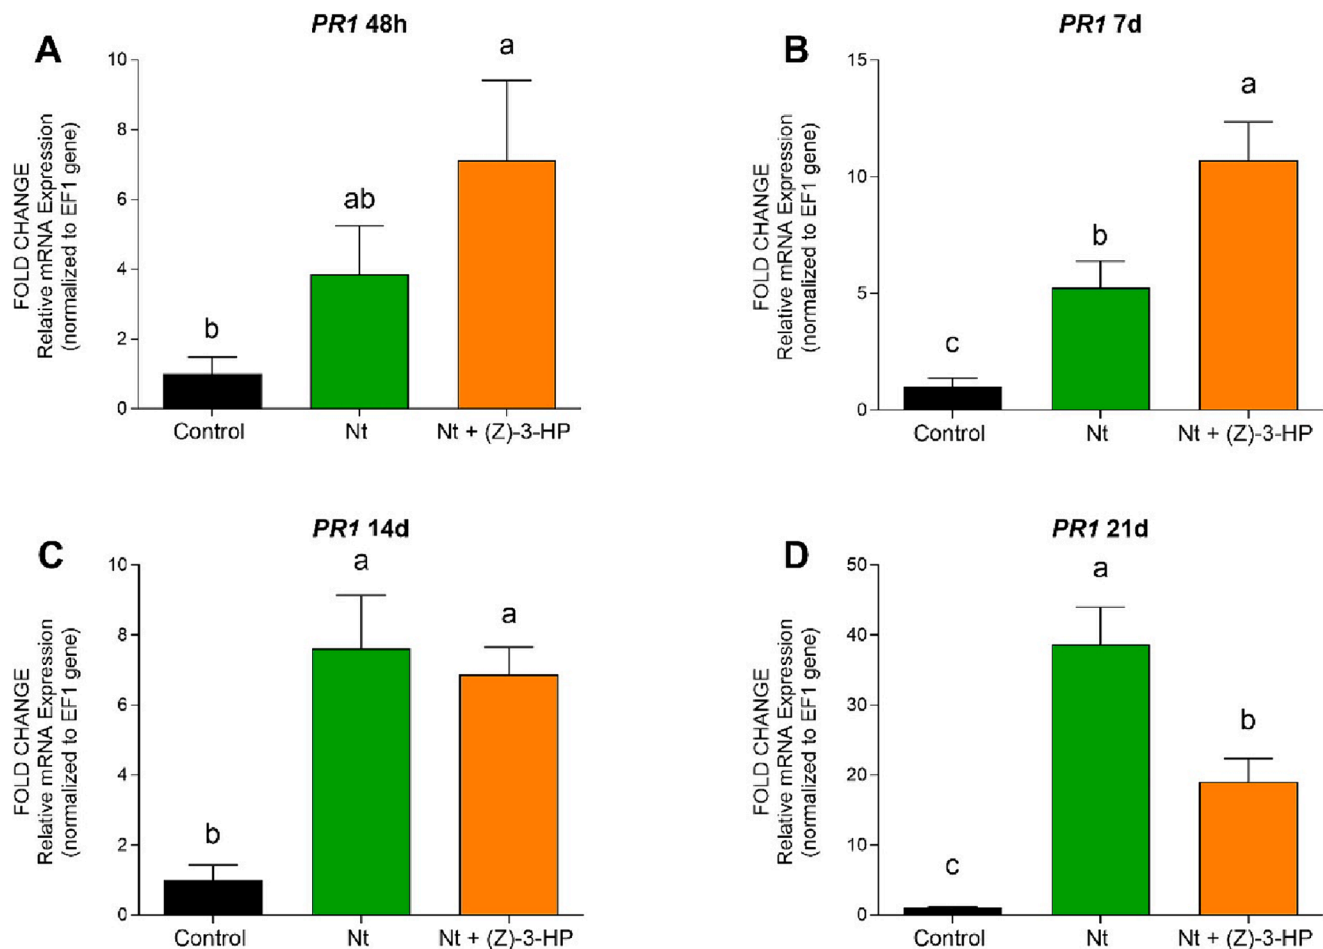 A
PR1 48h
FOLD CHANGE
Relative mRNA Expression
(normalized to EF1 gene)
10
8
6
4
2
0
b
ab
a
Control
Nt
Nt + (Z)-3-HP
B
PR1 7d
FOLD CHANGE
Relative mRNA Expression
(normalized to EF1 gene)
15
10
5
0
c
b
a
Control
Nt
Nt + (Z)-3-HP
C
PR1 14d
FOLD CHANGE
Relative mRNA Expression
(normalized to EF1 gene)
10
8
6
4
2
0
b
a
a
Control
Nt
Nt + (Z)-3-HP
D
PR1 21d
FOLD CHANGE
Relative mRNA Expression
(normalized to EF1 gene)
50
40
30
20
10
0
c
a
b
Control
Nt
Nt + (Z)-3-HP